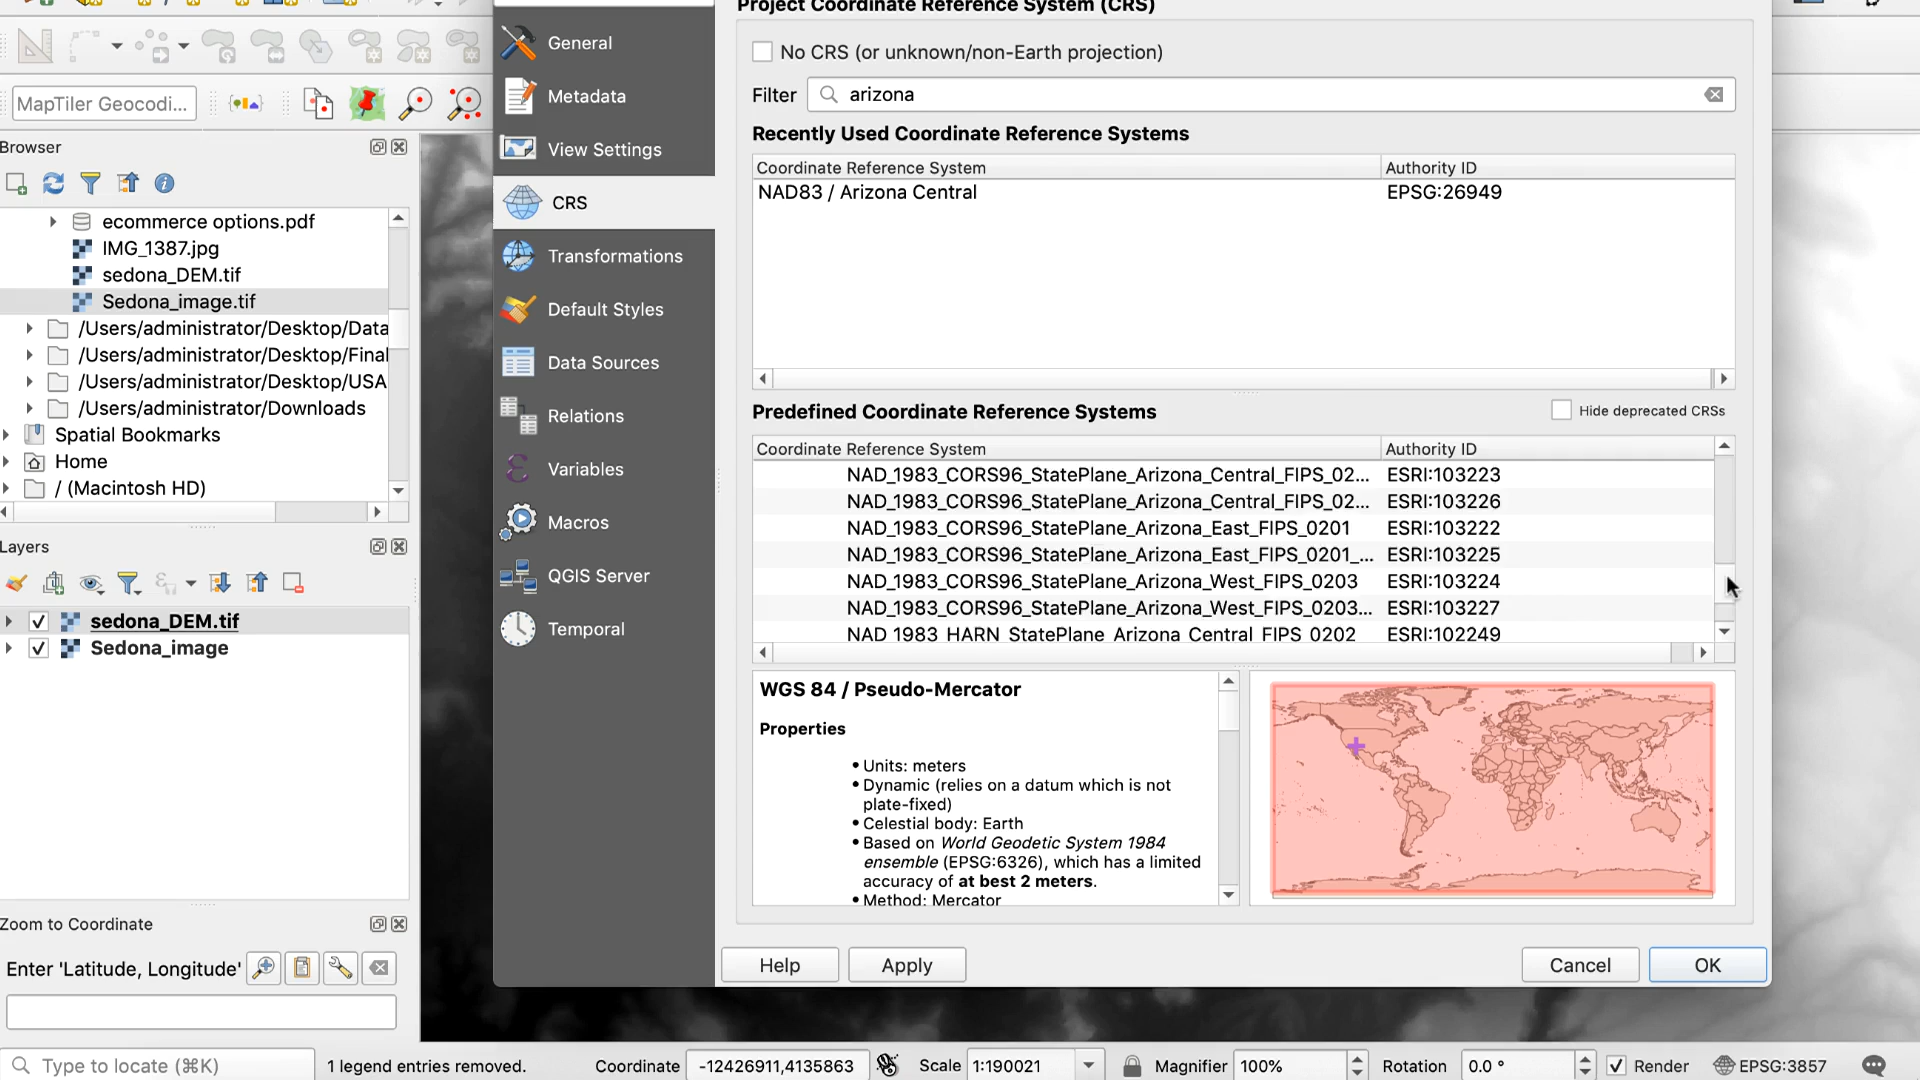 Project Coordinate Reference System (CRS)
General
Metadata
View Settings
CRS
Transformations
Default Styles
Data Sources
Relations
Variables
Macros
QGIS Server
Temporal
No CRS (or unknown/non-Earth projection)
Filter arizona
Recently Used Coordinate Reference Systems
Coordinate Reference System Authority ID
NAD83 / Arizona Central EPSG:26949
Predefined Coordinate Reference Systems Hide deprecated CRSs
Coordinate Reference System Authority ID
NAD_1983_CORS96_StatePlane_Arizona_Central_FIPS_02... ESRI:103223
NAD_1983_CORS96_StatePlane_Arizona_Central_FIPS_02... ESRI:103226
NAD_1983_CORS96_StatePlane_Arizona_East_FIPS_0201 ESRI:103222
NAD_1983_CORS96_StatePlane_Arizona_East_FIPS_0201_... ESRI:103225
NAD_1983_CORS96_StatePlane_Arizona_West_FIPS_0203 ESRI:103224
NAD_1983_CORS96_StatePlane_Arizona_West_FIPS_0203... ESRI:103227
NAD_1983_HARN_StatePlane_Arizona_Central_FIPS_0202 ESRI:102249
WGS 84 / Pseudo-Mercator
Properties
• Units: meters
• Dynamic (relies on a datum which is not
plate-fixed)
• Celestial body: Earth
• Based on World Geodetic System 1984
ensemble (EPSG:6326), which has a limited
accuracy of at best 2 meters.
• Method: Mercator
Help Apply Cancel OK
MapTiler Geocodi...
Browser
ecommerce options.pdf
IMG_1387.jpg
sedona_DEM.tif
Sedona_image.tif
/Users/administrator/Desktop/Data
/Users/administrator/Desktop/Final
/Users/administrator/Desktop/USA
/Users/administrator/Downloads
Spatial Bookmarks
Home
/ (Macintosh HD)
Layers
sedona_DEM.tif
Sedona_image
Zoom to Coordinate
Enter 'Latitude, Longitude'
Type to locate (⌘K) 1 legend entries removed. Coordinate -12426911,4135863 Scale 1:190021 Magnifier 100% Rotation 0.0 ° Render EPSG:3857